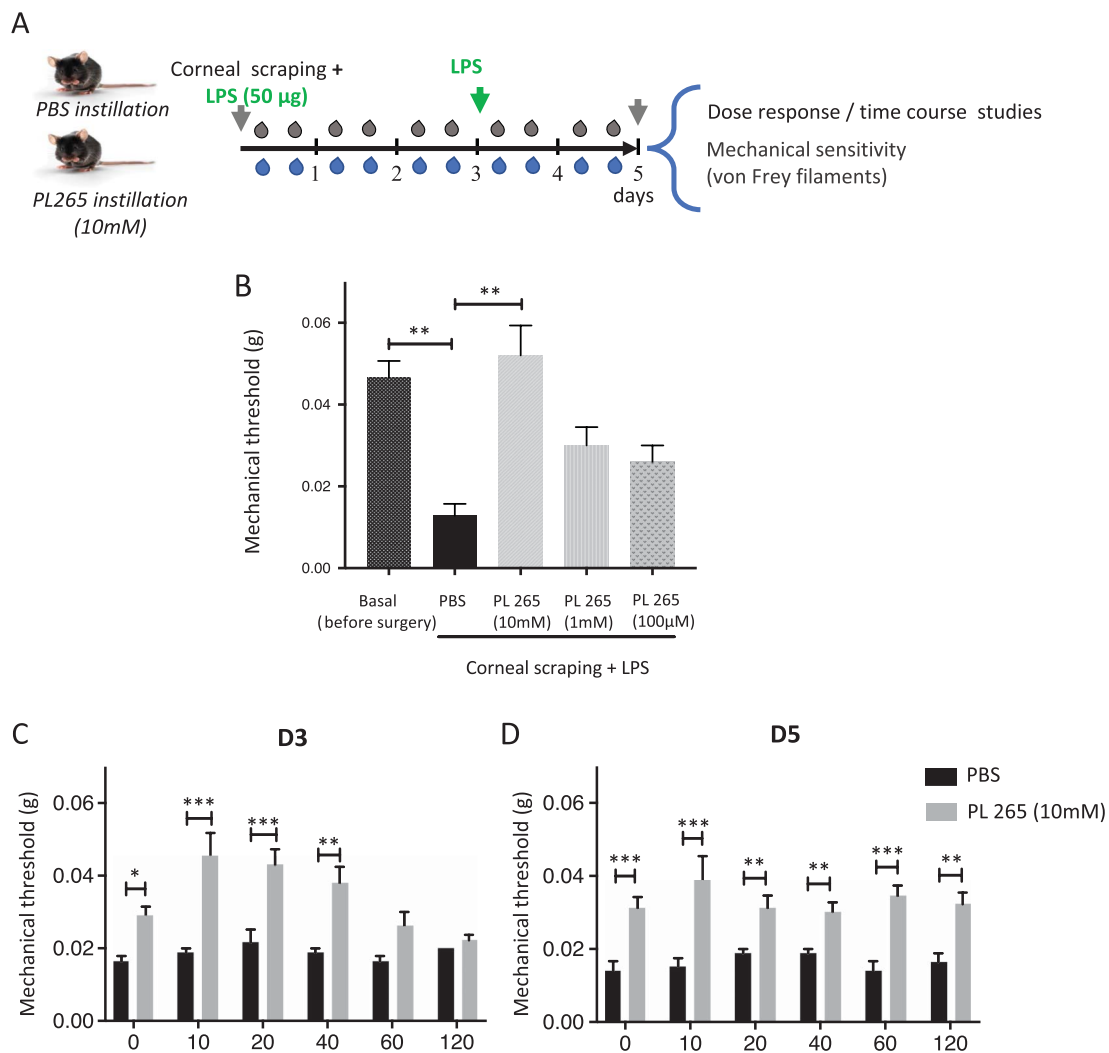 A
PBS instillation
PL265 instillation
(10mM)
Corneal scraping +
LPS (50 µg)
LPS
1
2
3
4
5
days
Dose response / time course studies
Mechanical sensitivity
(von Frey filaments)
B
Mechanical threshold (g)
0.06
0.04
0.02
0.00
**
**
Basal
(before surgery)
PBS
PL 265
(10mM)
PL 265
(1mM)
PL 265
(100µM)
Corneal scraping + LPS
C
D3
Mechanical threshold (g)
0.06
0.04
0.02
0.00
*
***
***
**
0
10
20
40
60
120
D
D5
Mechanical threshold (g)
0.06
0.04
0.02
0.00
***
***
**
**
***
**
0
10
20
40
60
120
PBS
PL 265 (10mM)